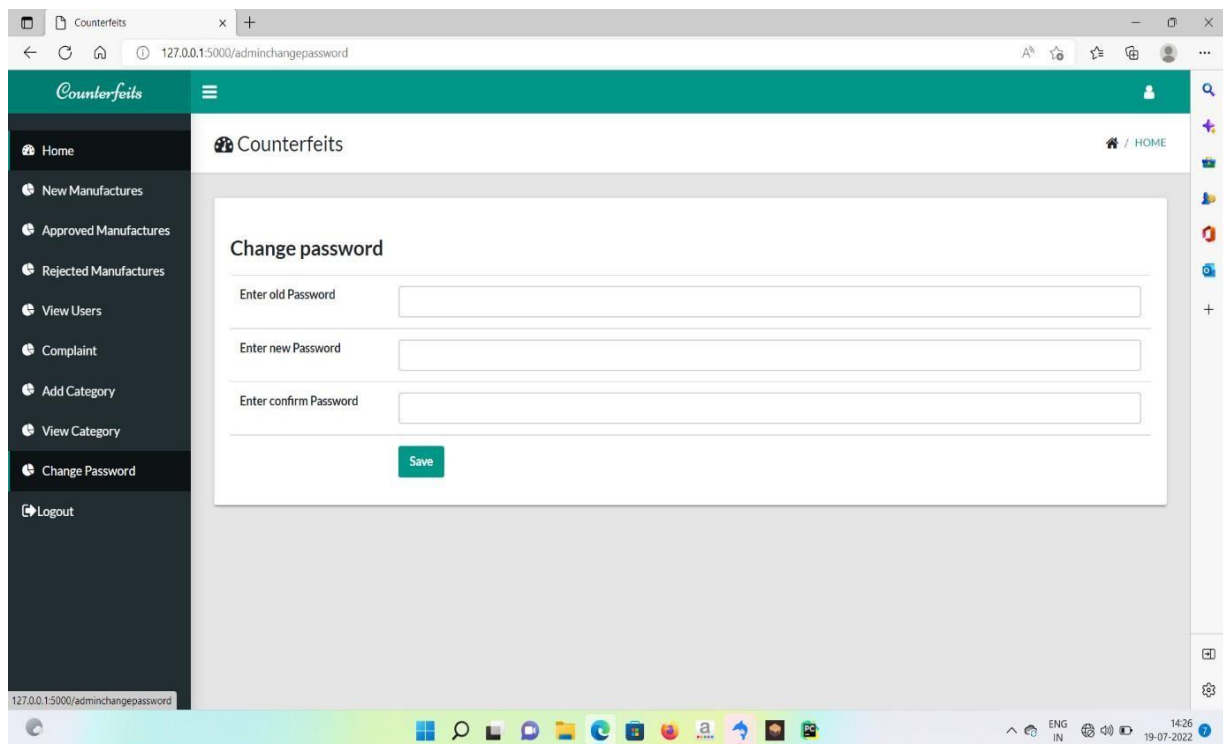 Counterfeits
127.0.0.1:5000/adminchangepassword
Counterfeits
Counterfeits
/ HOME
Home
New Manufactures
Approved Manufactures
Rejected Manufactures
View Users
Complaint
Add Category
View Category
Change Password
Logout
Change password
Enter old Password
Enter new Password
Enter confirm Password
Save
127.0.0.1:5000/adminchangepassword
a
PC
ENG
IN
14:26
19-07-2022
7